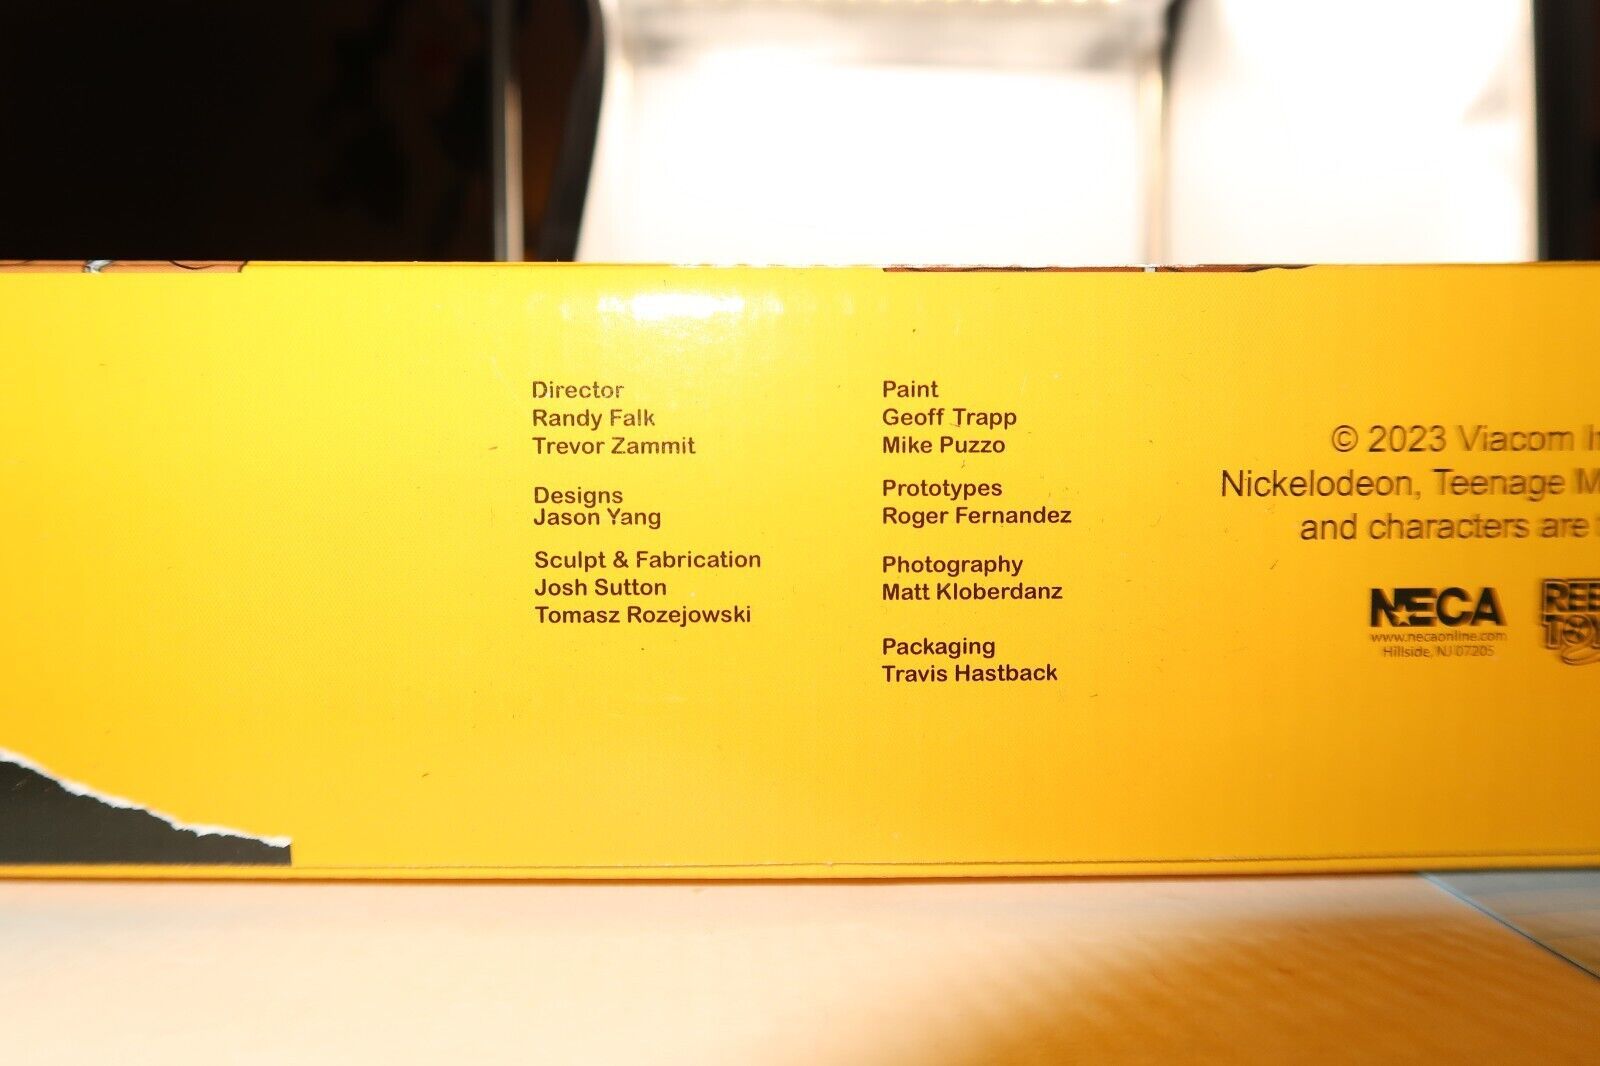 Director
Randy Falk
Trevor Zammit
Designs
Jason Yang
Sculpt & Fabrication
Josh Sutton
Tomasz Rozejowski
Paint
Geoff Trapp
Mike Puzzo
Prototypes
Roger Fernandez
Photography
Matt Kloberdanz
Packaging
Travis Hastback
© 2023 Viacom
Nickelodeon, Teenage
and characters are
NECA
www.necaonline.com
Hillside, NJ 07205